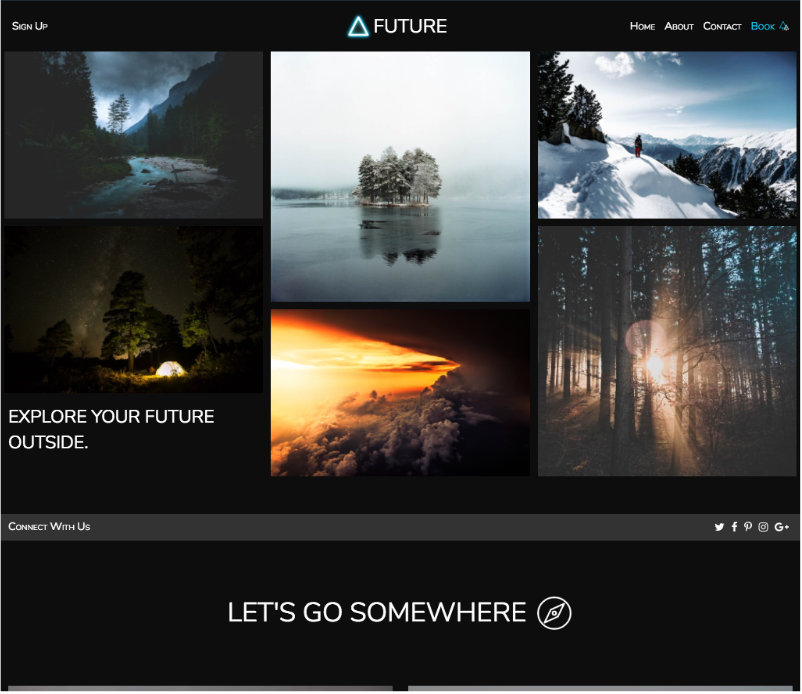 Sign Up
FUTURE
Home About Contact Book
EXPLORE YOUR FUTURE
OUTSIDE.
Connect With Us
LET'S GO SOMEWHERE